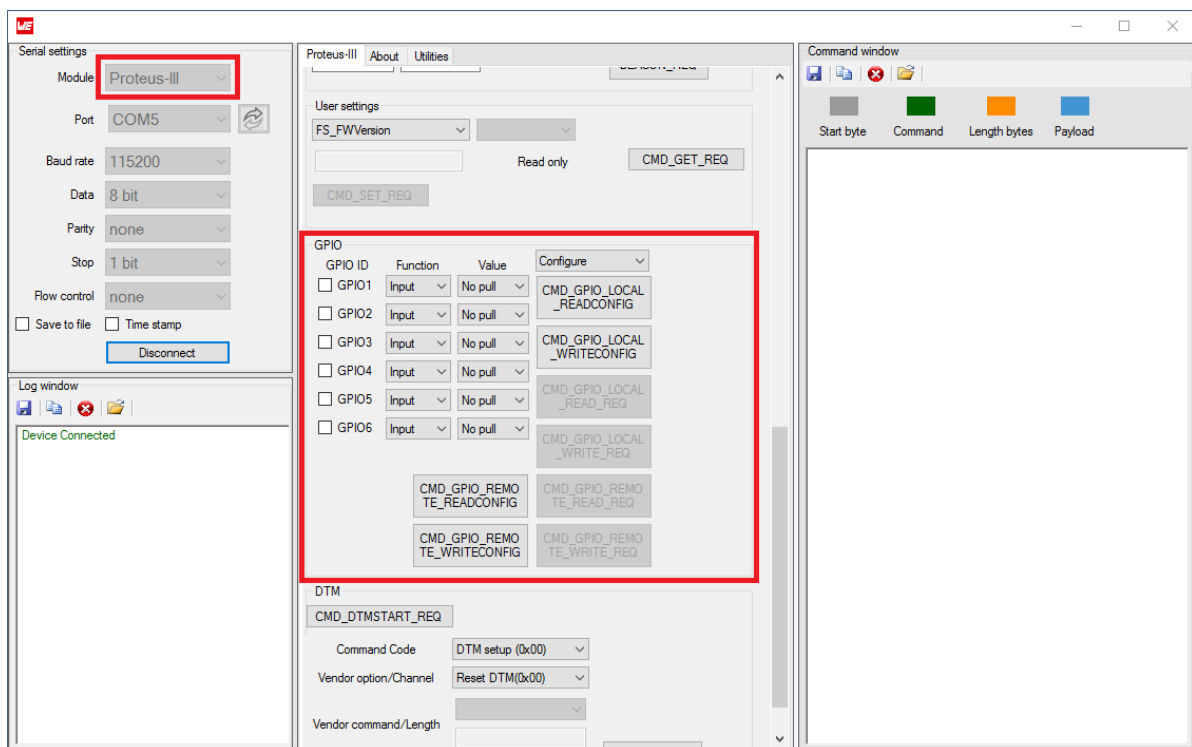 WE
Serial settings
Module Proteus-III
Port COM5
Baud rate 115200
Data 8 bit
Parity none
Stop 1 bit
Flow control none
Save to file Time stamp
Disconnect
Log window
Device Connected
Proteus-III About Utilities
User settings
FS_FWVersion
Read only CMD_GET_REQ
CMD_SET_REQ
GPIO
GPIO ID Function Value Configure
GPIO1 Input No pull
GPIO2 Input No pull
GPIO3 Input No pull
GPIO4 Input No pull
GPIO5 Input No pull
GPIO6 Input No pull
CMD_GPIO_LOCAL
_READCONFIG
CMD_GPIO_LOCAL
_WRITECONFIG
CMD_GPIO_LOCAL
_READ_REQ
CMD_GPIO_LOCAL
_WRITE_REQ
CMD_GPIO_REMO
TE_READCONFIG
CMD_GPIO_REMO
TE_READ_REQ
CMD_GPIO_REMO
TE_WRITECONFIG
CMD_GPIO_REMO
TE_WRITE_REQ
DTM
CMD_DTMSTART_REQ
Command Code DTM setup (0x00)
Vendor option/Channel Reset DTM(0x00)
Vendor command/Length
Command window
Start byte Command Length bytes Payload